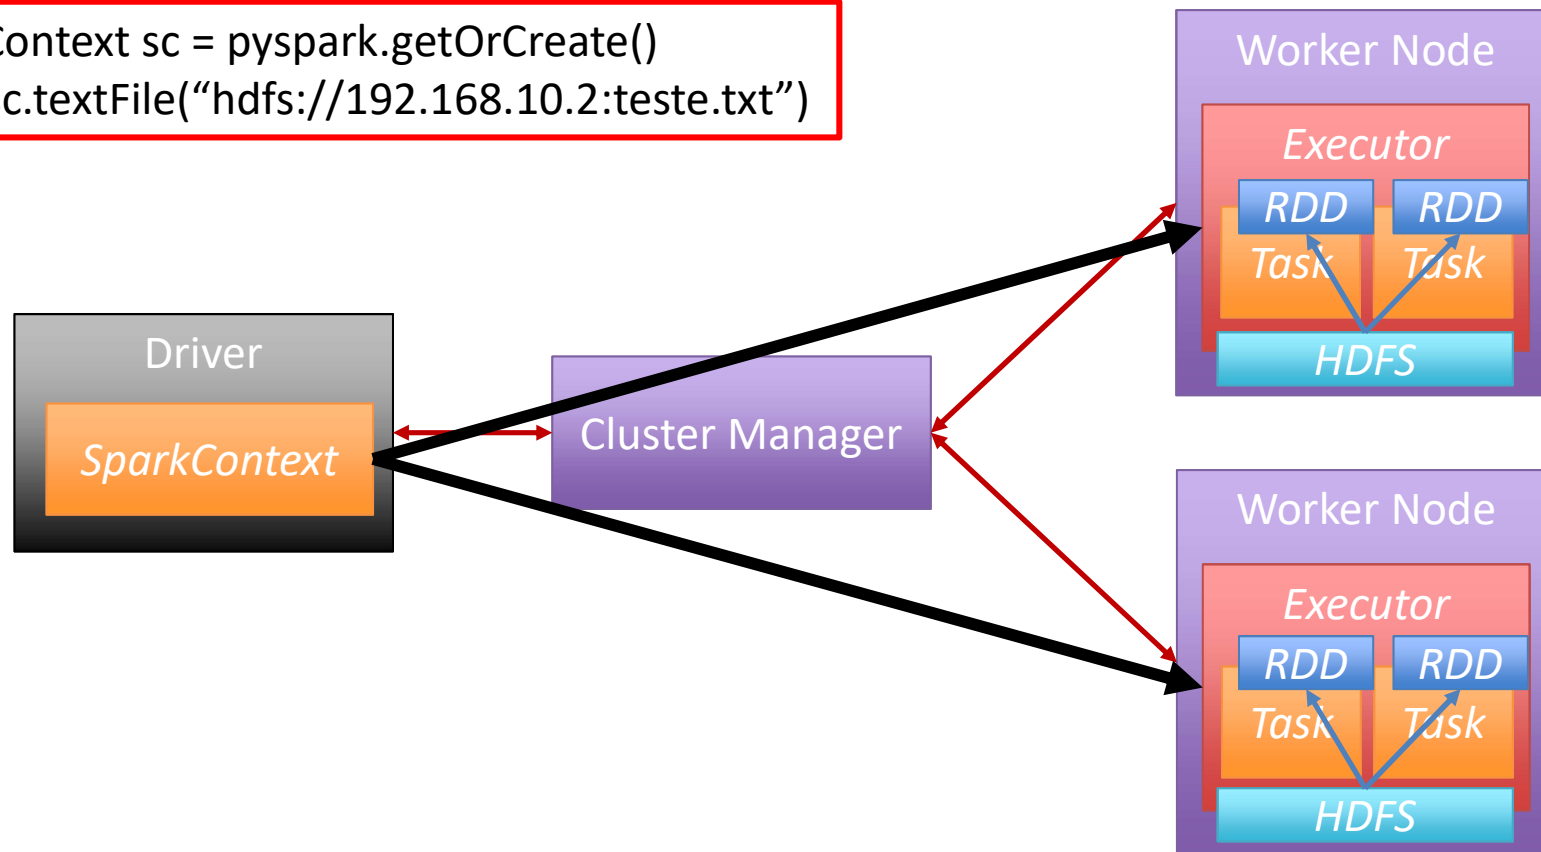 Context sc = pyspark.getOrCreate()
c.textFile(“hdfs://192.168.10.2:teste.txt”)
Worker Node
Executor
RDD RDD
Task Task
HDFS
Driver
SparkContext
Cluster Manager
Worker Node
Executor
RDD RDD
Task Task
HDFS